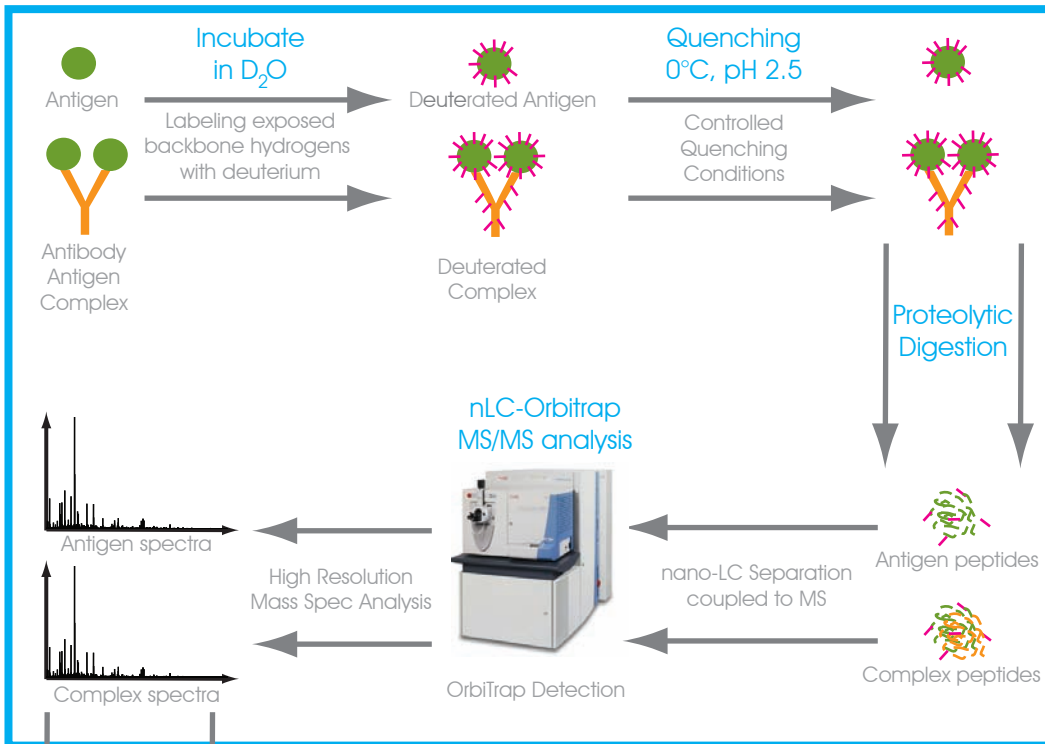 Incubate
in D₂O
Quenching
0°C, pH 2.5
Antigen
Deuterated Antigen
Labeling exposed
backbone hydrogens
with deuterium
Controlled
Quenching
Conditions
Antibody
Antigen
Complex
Deuterated
Complex
Proteolytic
Digestion
nLC-Orbitrap
MS/MS analysis
Antigen spectra
High Resolution
Mass Spec Analysis
nano-LC Separation
coupled to MS
Antigen peptides
Complex spectra
OrbiTrap Detection
Complex peptides